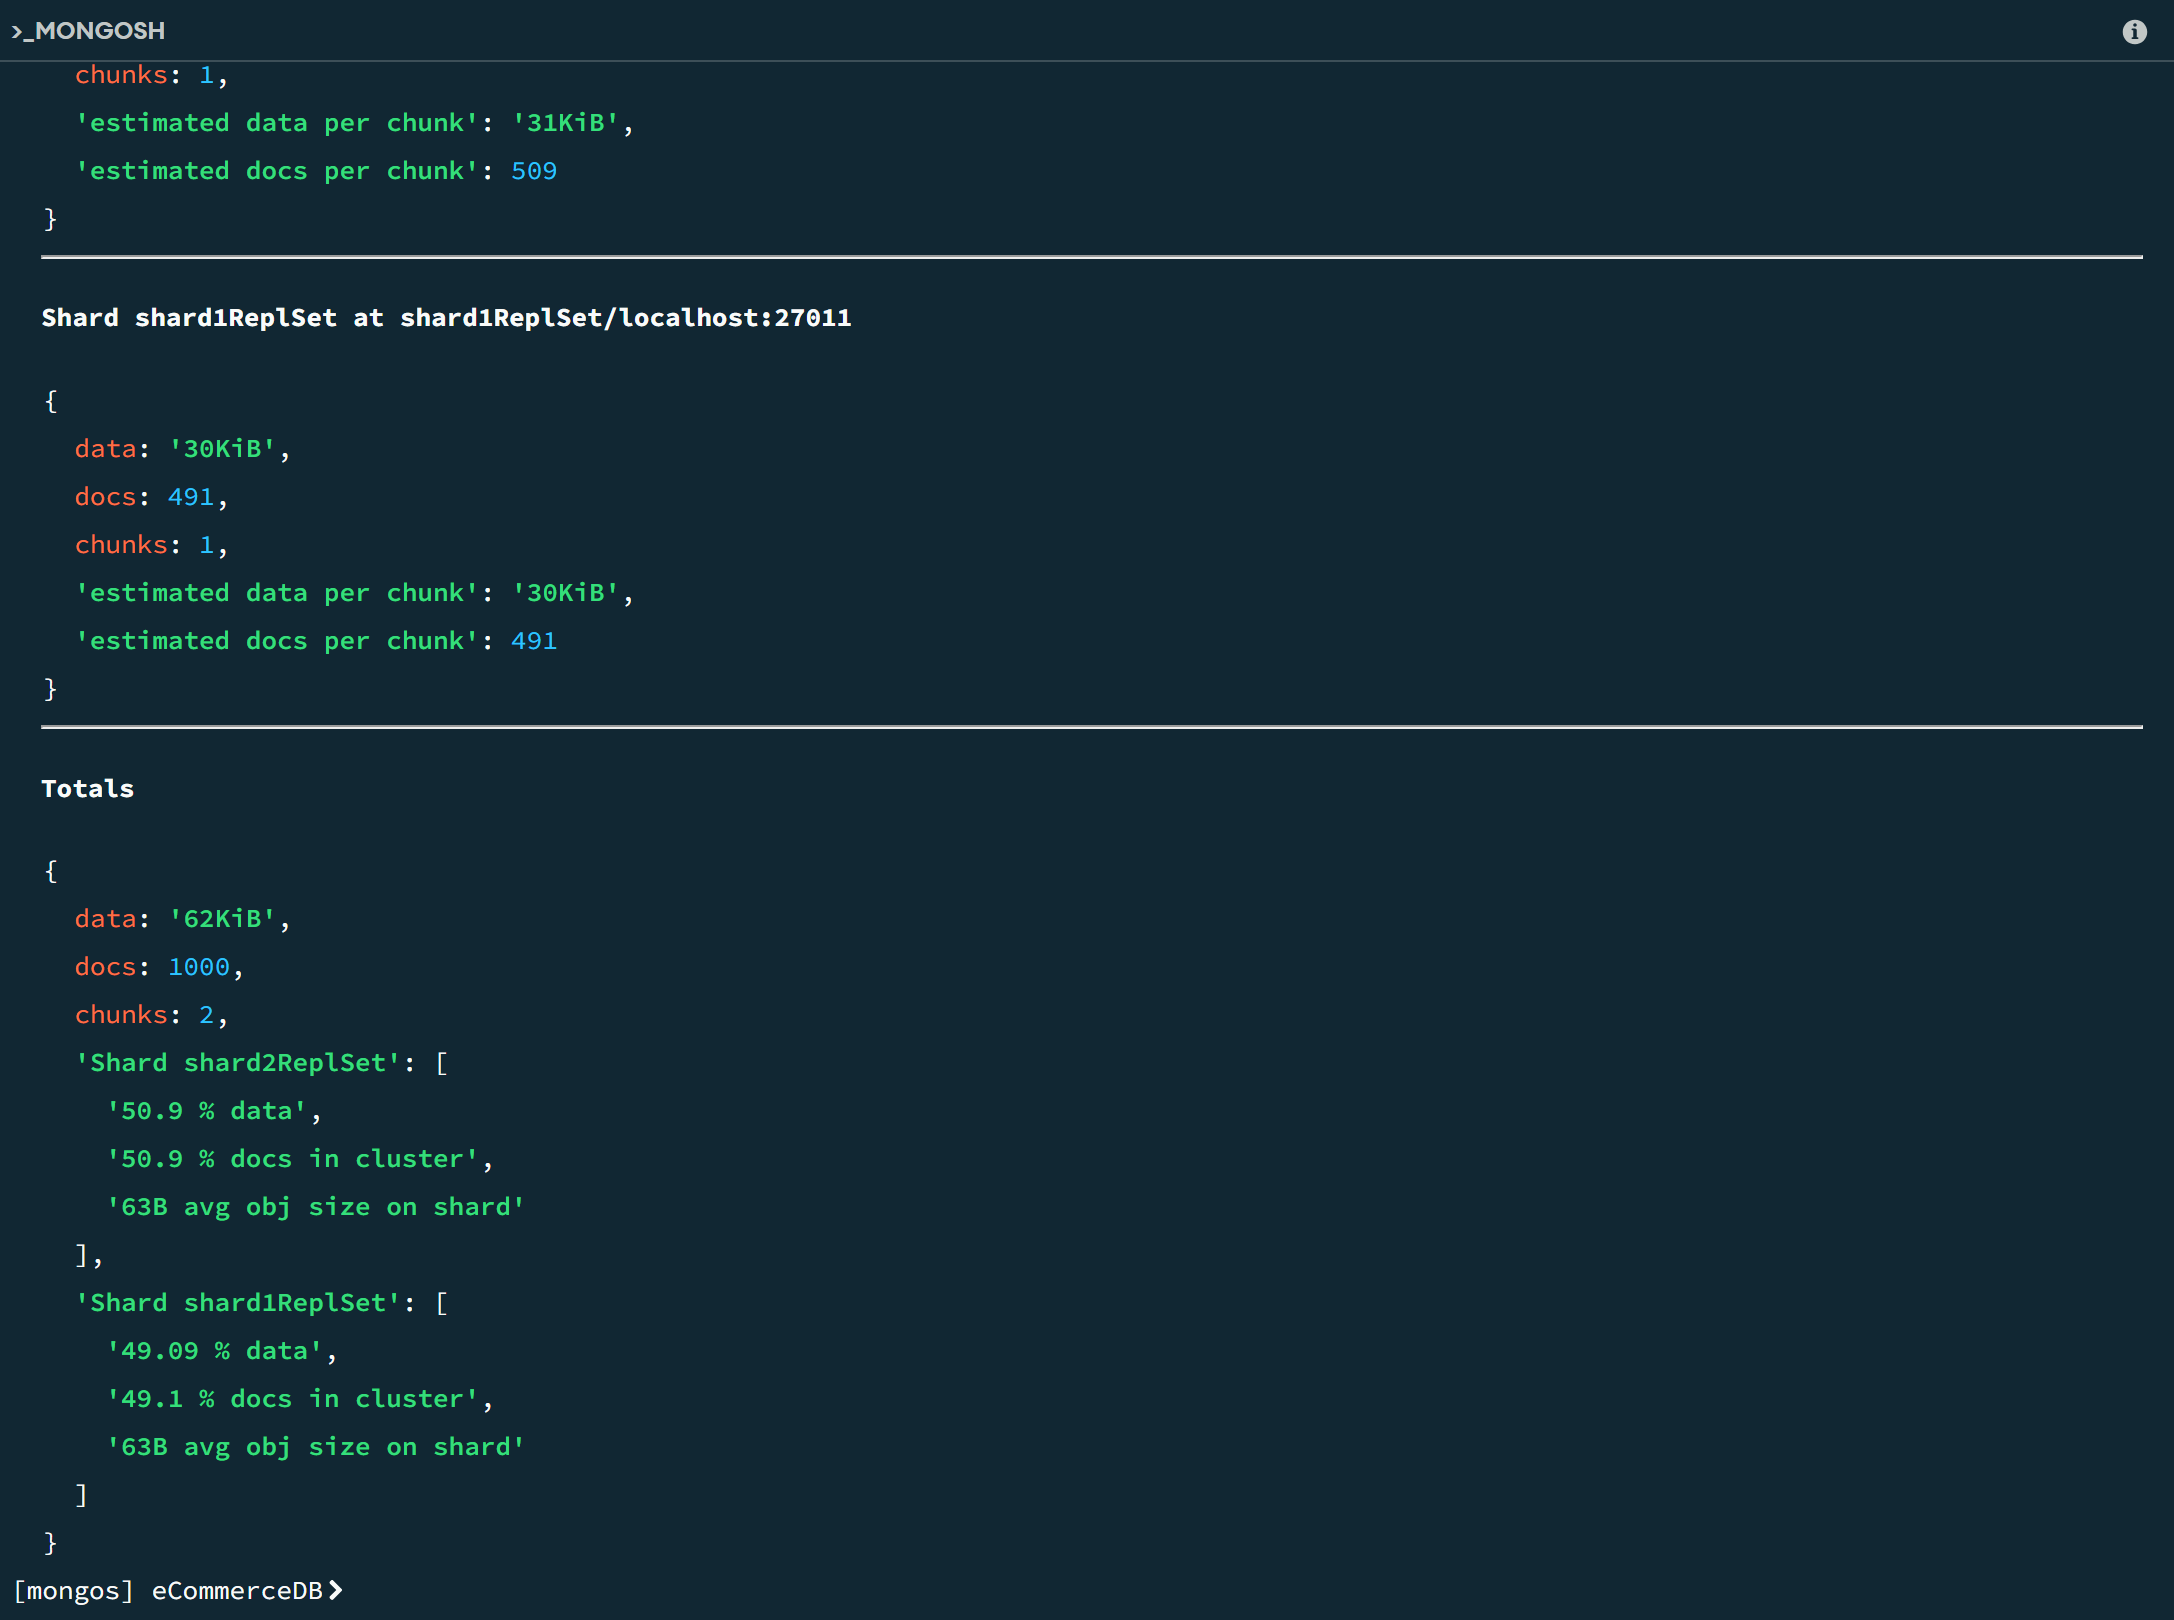 >_MONGOSH
chunks: 1,
'estimated data per chunk': '31KiB',
'estimated docs per chunk': 509
}
Shard shard1ReplSet at shard1ReplSet/localhost:27011
{
data: '30KiB',
docs: 491,
chunks: 1,
'estimated data per chunk': '30KiB',
'estimated docs per chunk': 491
}
Totals
{
data: '62KiB',
docs: 1000,
chunks: 2,
'Shard shard2ReplSet': [
'50.9 % data',
'50.9 % docs in cluster',
'63B avg obj size on shard'
],
'Shard shard1ReplSet': [
'49.09 % data',
'49.1 % docs in cluster',
'63B avg obj size on shard'
]
}
[mongos] eCommerceDB>